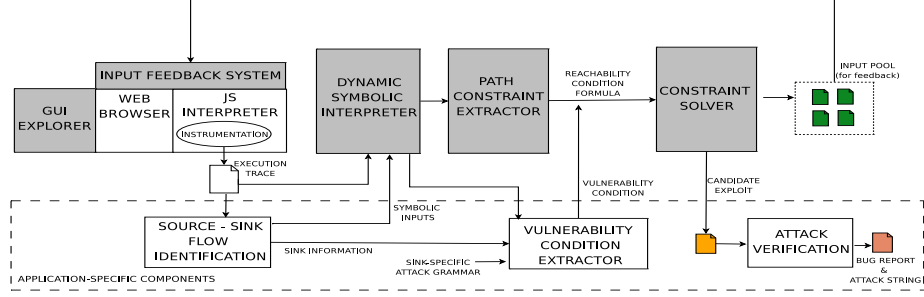 INPUT FEEDBACK SYSTEM
GUI
EXPLORER
WEB
BROWSER
JS
INTERPRETER
INSTRUMENTATION
EXECUTION
TRACE
DYNAMIC
SYMBOLIC
INTERPRETER
PATH
CONSTRAINT
EXTRACTOR
REACHABILITY
CONDITION
FORMULA
CONSTRAINT
SOLVER
INPUT POOL
(for feedback)
SYMBOLIC
INPUTS
VULNERABILITY
CONDITION
CANDIDATE
EXPLOIT
SOURCE - SINK
FLOW
IDENTIFICATION
SINK INFORMATION
SINK-SPECIFIC
ATTACK GRAMMAR
VULNERABILITY
CONDITION
EXTRACTOR
ATTACK
VERIFICATION
BUG REPORT
&
ATTACK STRING
APPLICATION-SPECIFIC COMPONENTS